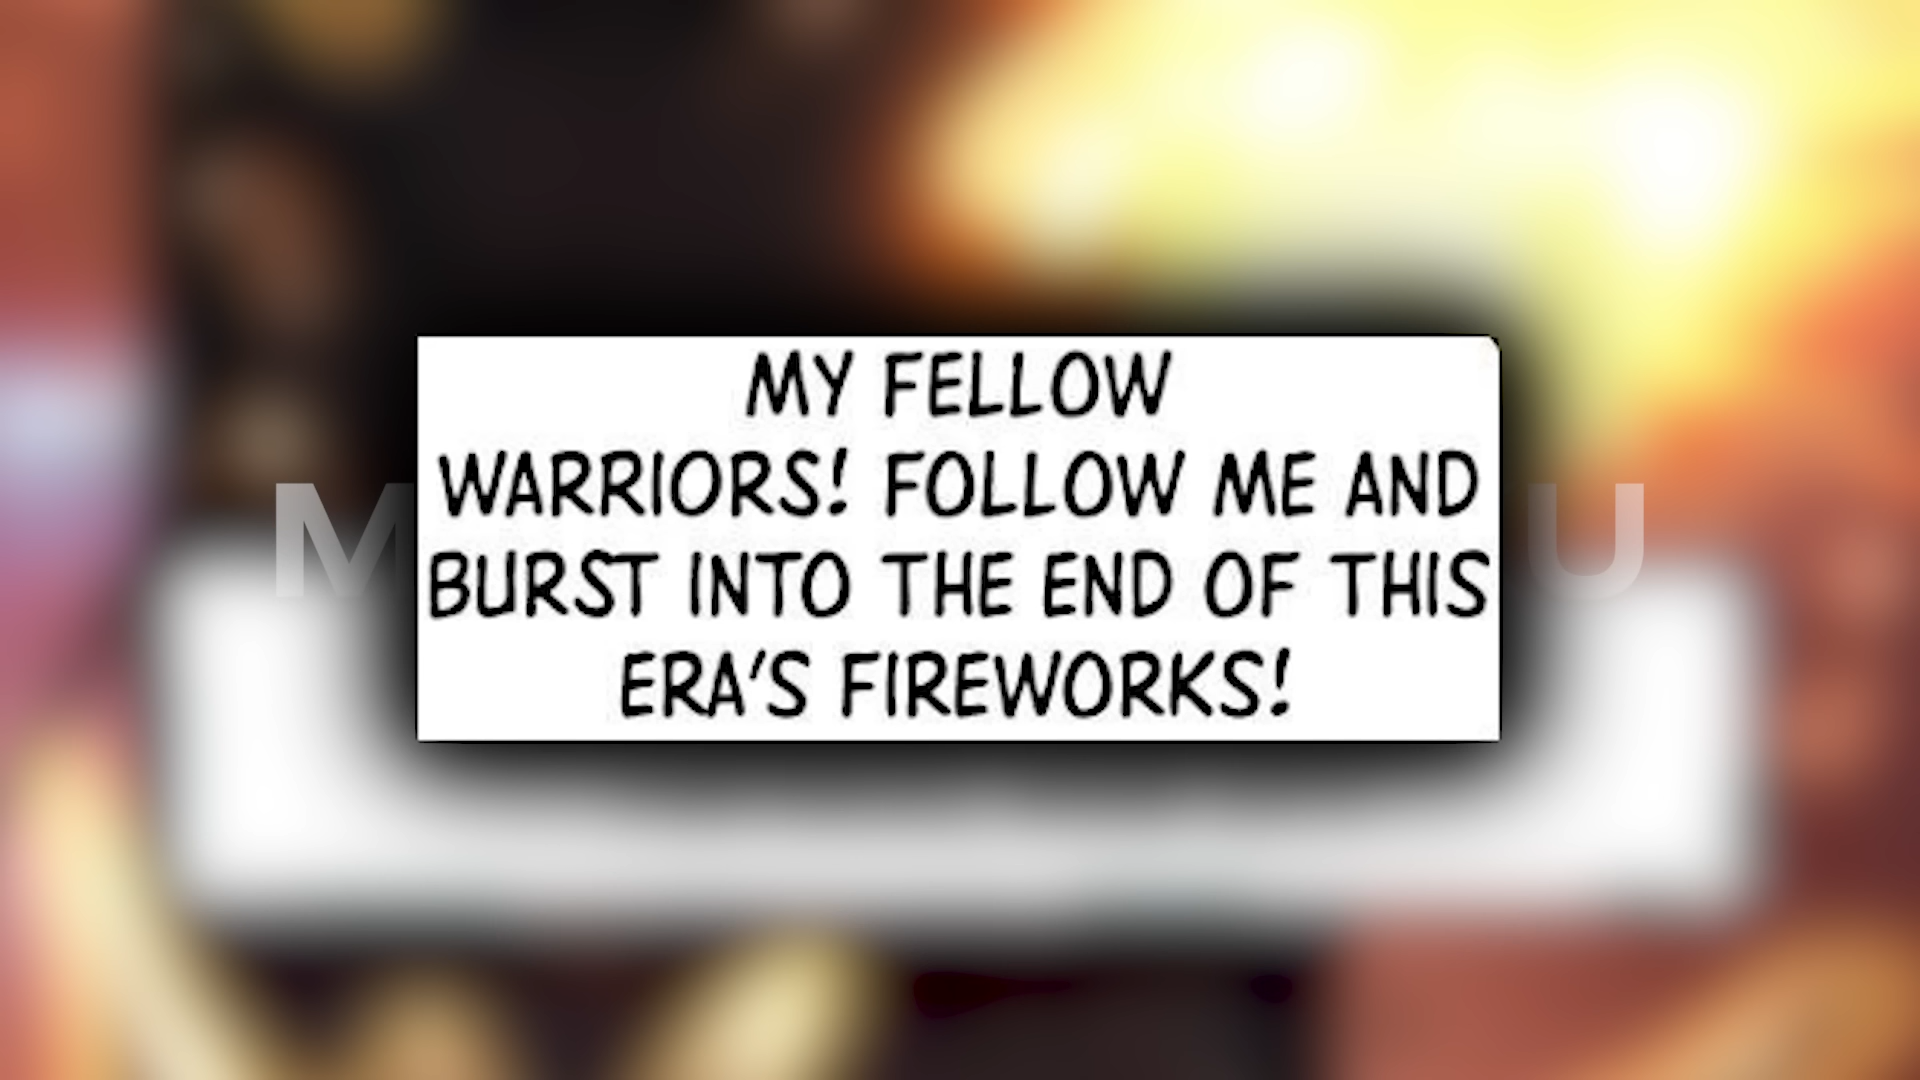 MY FELLOW
WARRIORS! FOLLOW ME AND
BURST INTO THE END OF THIS
ERA'S FIREWORKS!